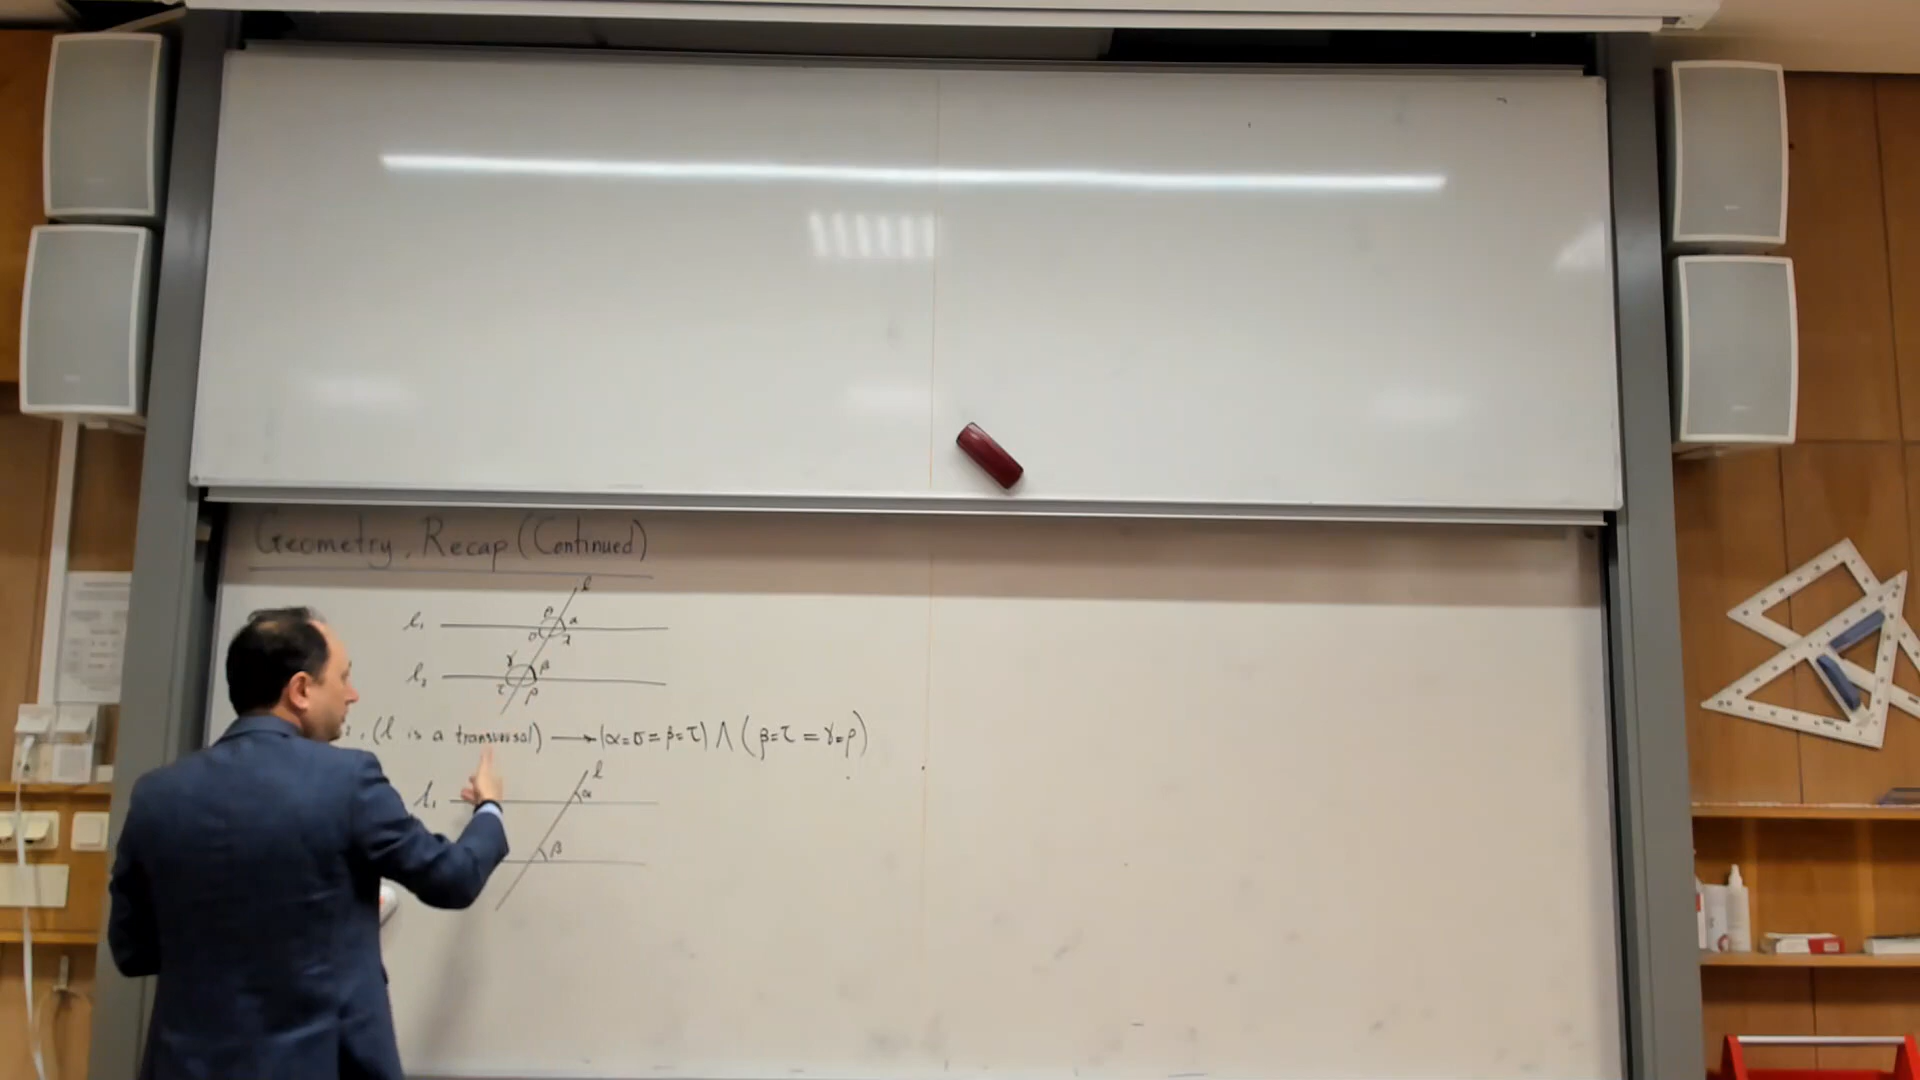 Geometry, Recap (Continued)
l
l₁ θ α
σ λ
l₂ γ β
τ ρ
(l is a transversal) ⟶ (α=σ=β=τ) ∧ (β=τ=γ=ρ)
l
l₁ α
β